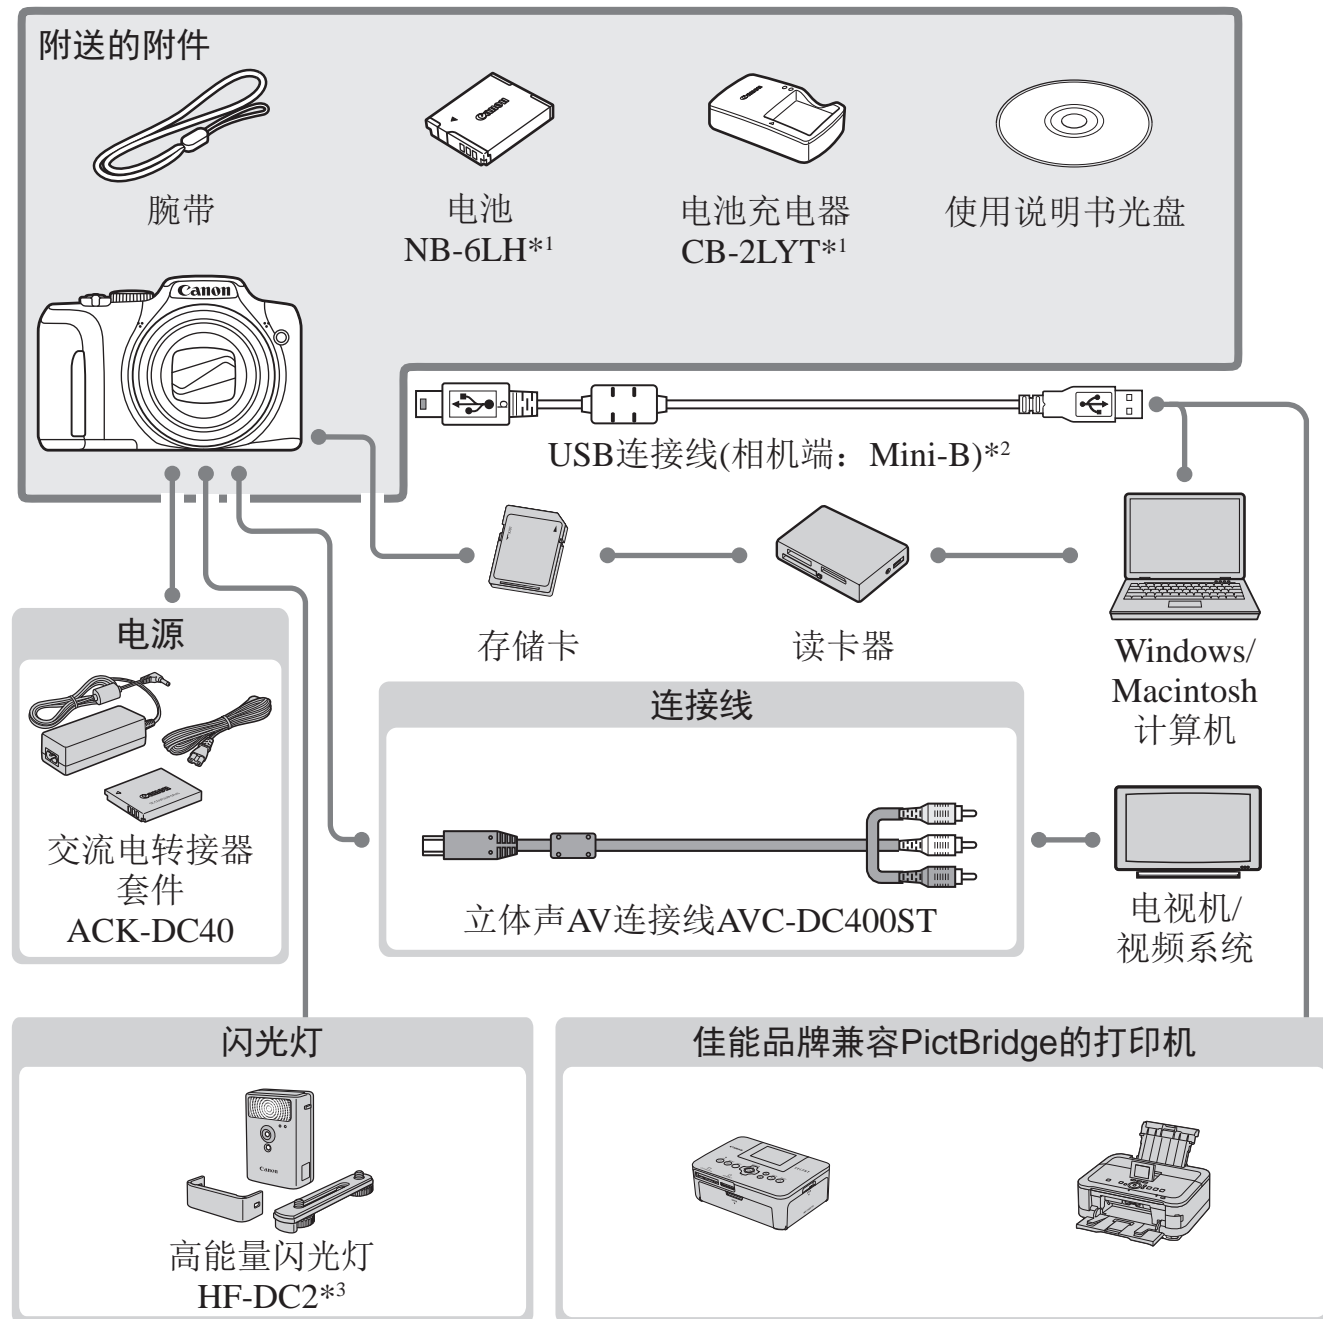 附送的附件
Canon
Canon
腕带
电池
NB-6LH*1
电池充电器
CB-2LYT*1
使用说明书光盘
Canon
USB连接线(相机端：Mini-B)*2
存储卡
读卡器
Windows/
Macintosh
计算机
电源
Canon
交流电转接器
套件
ACK-DC40
连接线
立体声AV连接线AVC-DC400ST
电视机/
视频系统
闪光灯
Canon
高能量闪光灯
HF-DC2*3
佳能品牌兼容PictBridge的打印机